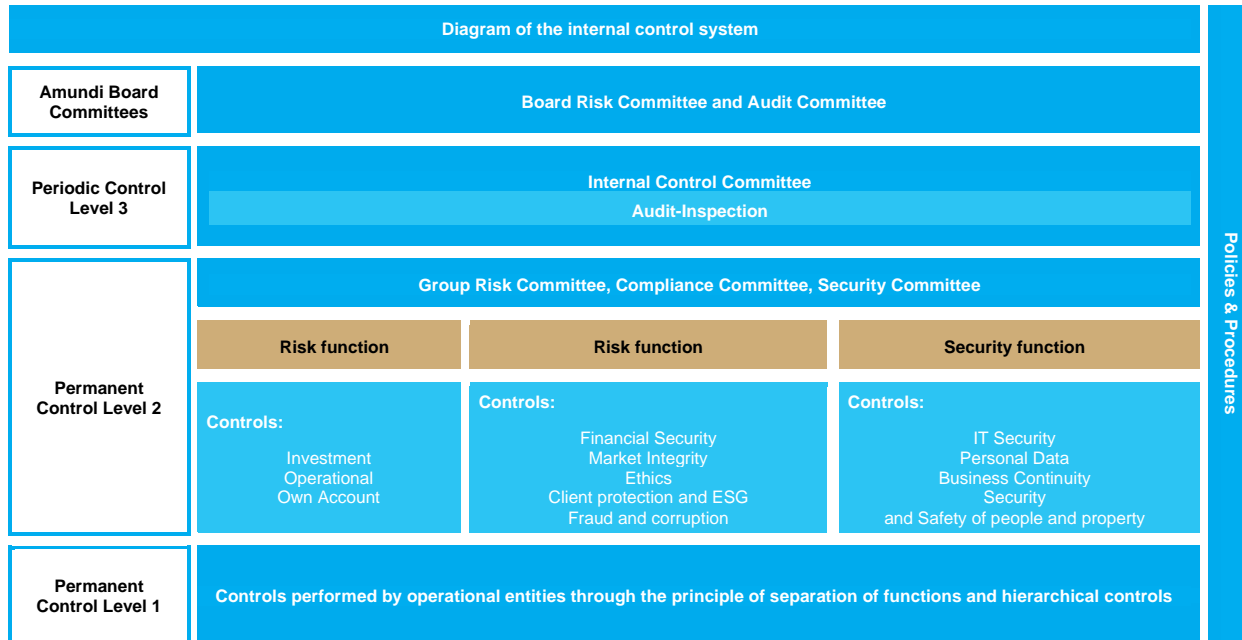 Diagram of the internal control system
Amundi Board
Committees
Board Risk Committee and Audit Committee
Periodic Control
Level 3
Internal Control Committee
Audit-Inspection
Permanent
Control Level 2
Group Risk Committee, Compliance Committee, Security Committee
Risk function
Controls:
Investment
Operational
Own Account
Risk function
Controls:
Financial Security
Market Integrity
Ethics
Client protection and ESG
Fraud and corruption
Security function
Controls:
IT Security
Personal Data
Business Continuity
Security
and Safety of people and property
Permanent
Control Level 1
Controls performed by operational entities through the principle of separation of functions and hierarchical controls
Policies & Procedures